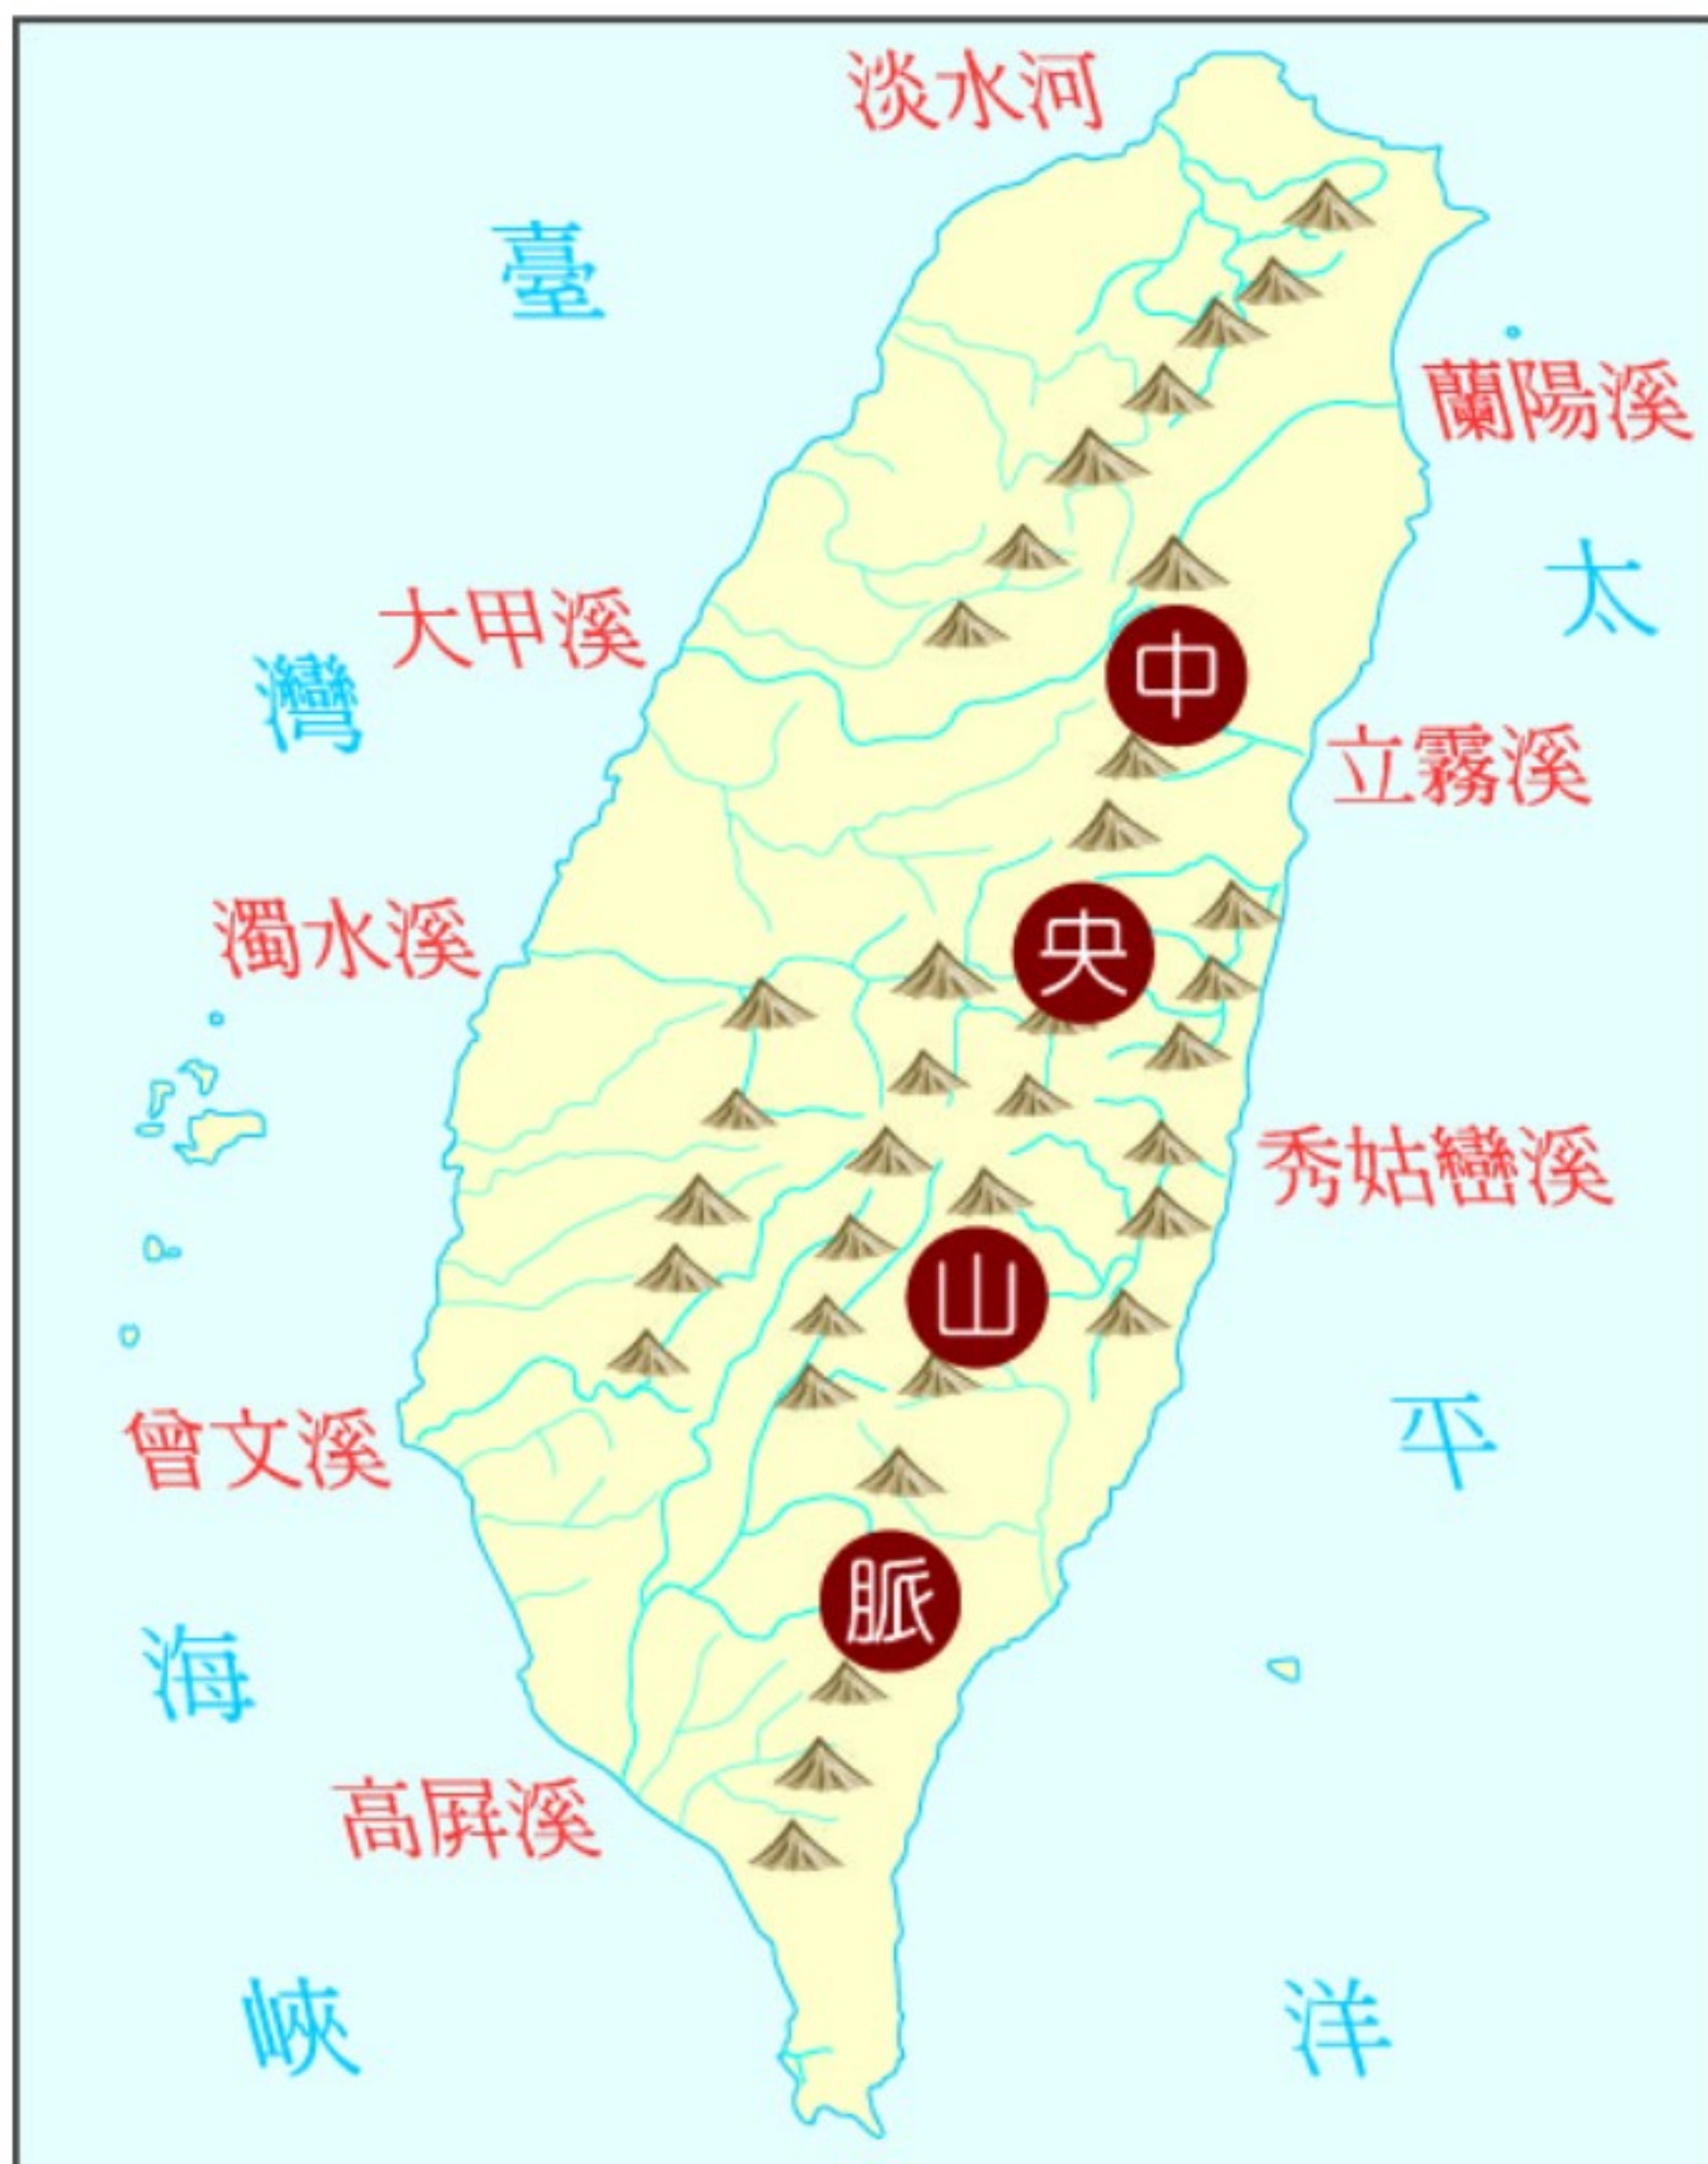 淡水河
臺灣海峽
蘭陽溪
太平洋
大甲溪
中央山脈
立霧溪
濁水溪
秀姑巒溪
曾文溪
高屛溪